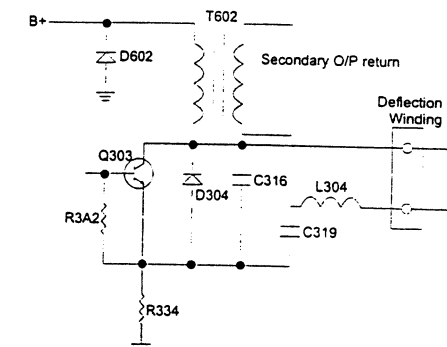 T602
B+
D602
Secondary O/P return
Deflection
Winding
Q303
L304
D304
C316
R3A2
C319
R334